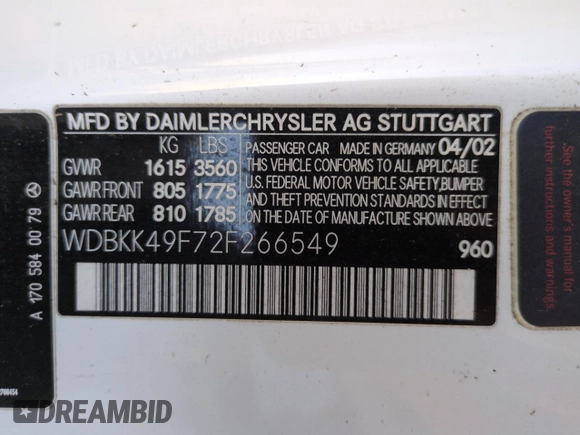 MFD BY DAIMLERCHRYSLER AG STUTTGART
KG LBS PASSENGER CAR MADE IN GERMANY 04/02
GVWR 1615 3560 THIS VEHICLE CONFORMS TO ALL APPLICABLE
GAWR FRONT 805 1775 U.S. FEDERAL MOTOR VEHICLE SAFETY,BUMPER
GAWR REAR 810 1785 AND THEFT PREVENTION STANDARDS IN
EFFECT ON THE DATE OF MANUFACTURE
WDBKK49F72F266549 960
A 170 584 00 79
See the owner's manual for
further instructions and warnings.
DREAMBID